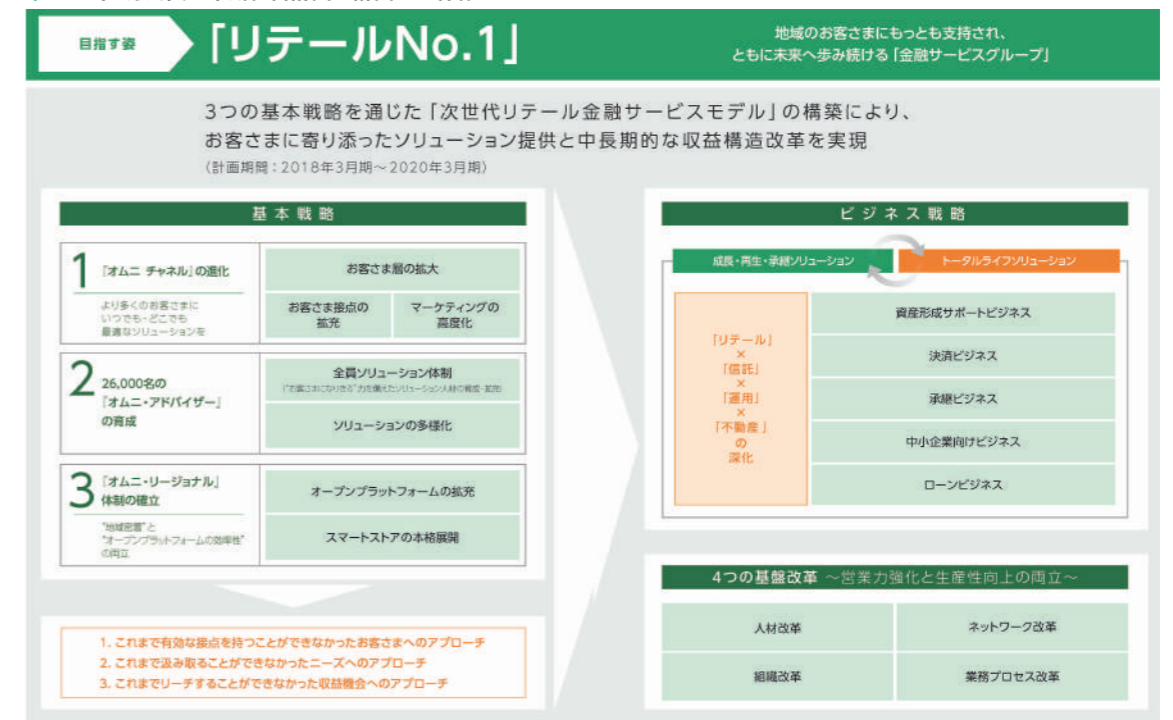 目指す姿
「リテールNo.1」
地域のお客さまにもっとも支持され、
ともに未来へ歩み続ける「金融サービスグループ」
3つの基本戦略を通じた「次世代リテール金融サービスモデル」の構築により、
お客さまに寄り添ったソリューション提供と中長期的な収益構造改革を実現
(計画期間:2018年3月期～2020年3月期)
基本戦略
1
「オムニ チャネル」の進化
より多くのお客さまに
いつでも・どこでも
最適なソリューションを
お客さま層の拡大
お客さま接点の
拡充
マーケティングの
高度化
2
26,000名の
「オムニ・アドバイザー」
の育成
全員ソリューション体制
("お客さまになりきる"力を備えたソリューション人材の育成・拡充)
ソリューションの多様化
3
「オムニ・リージョナル」
体制の確立
"地域密着"と
"オープンプラットフォームの効率性"
の両立
オープンプラットフォームの拡充
スマートストアの本格展開
1. これまで有効な接点を持つことができなかったお客さまへのアプローチ
2. これまで汲み取ることができなかったニーズへのアプローチ
3. これまでリーチすることができなかった収益機会へのアプローチ
ビジネス戦略
成長・再生・承継ソリューション
トータルライフソリューション
「リテール」
×
「信託」
×
「運用」
×
「不動産」
の
深化
資産形成サポートビジネス
決済ビジネス
承継ビジネス
中小企業向けビジネス
ローンビジネス
4つの基盤改革 ～営業力強化と生産性向上の両立～
人材改革
ネットワーク改革
組織改革
業務プロセス改革